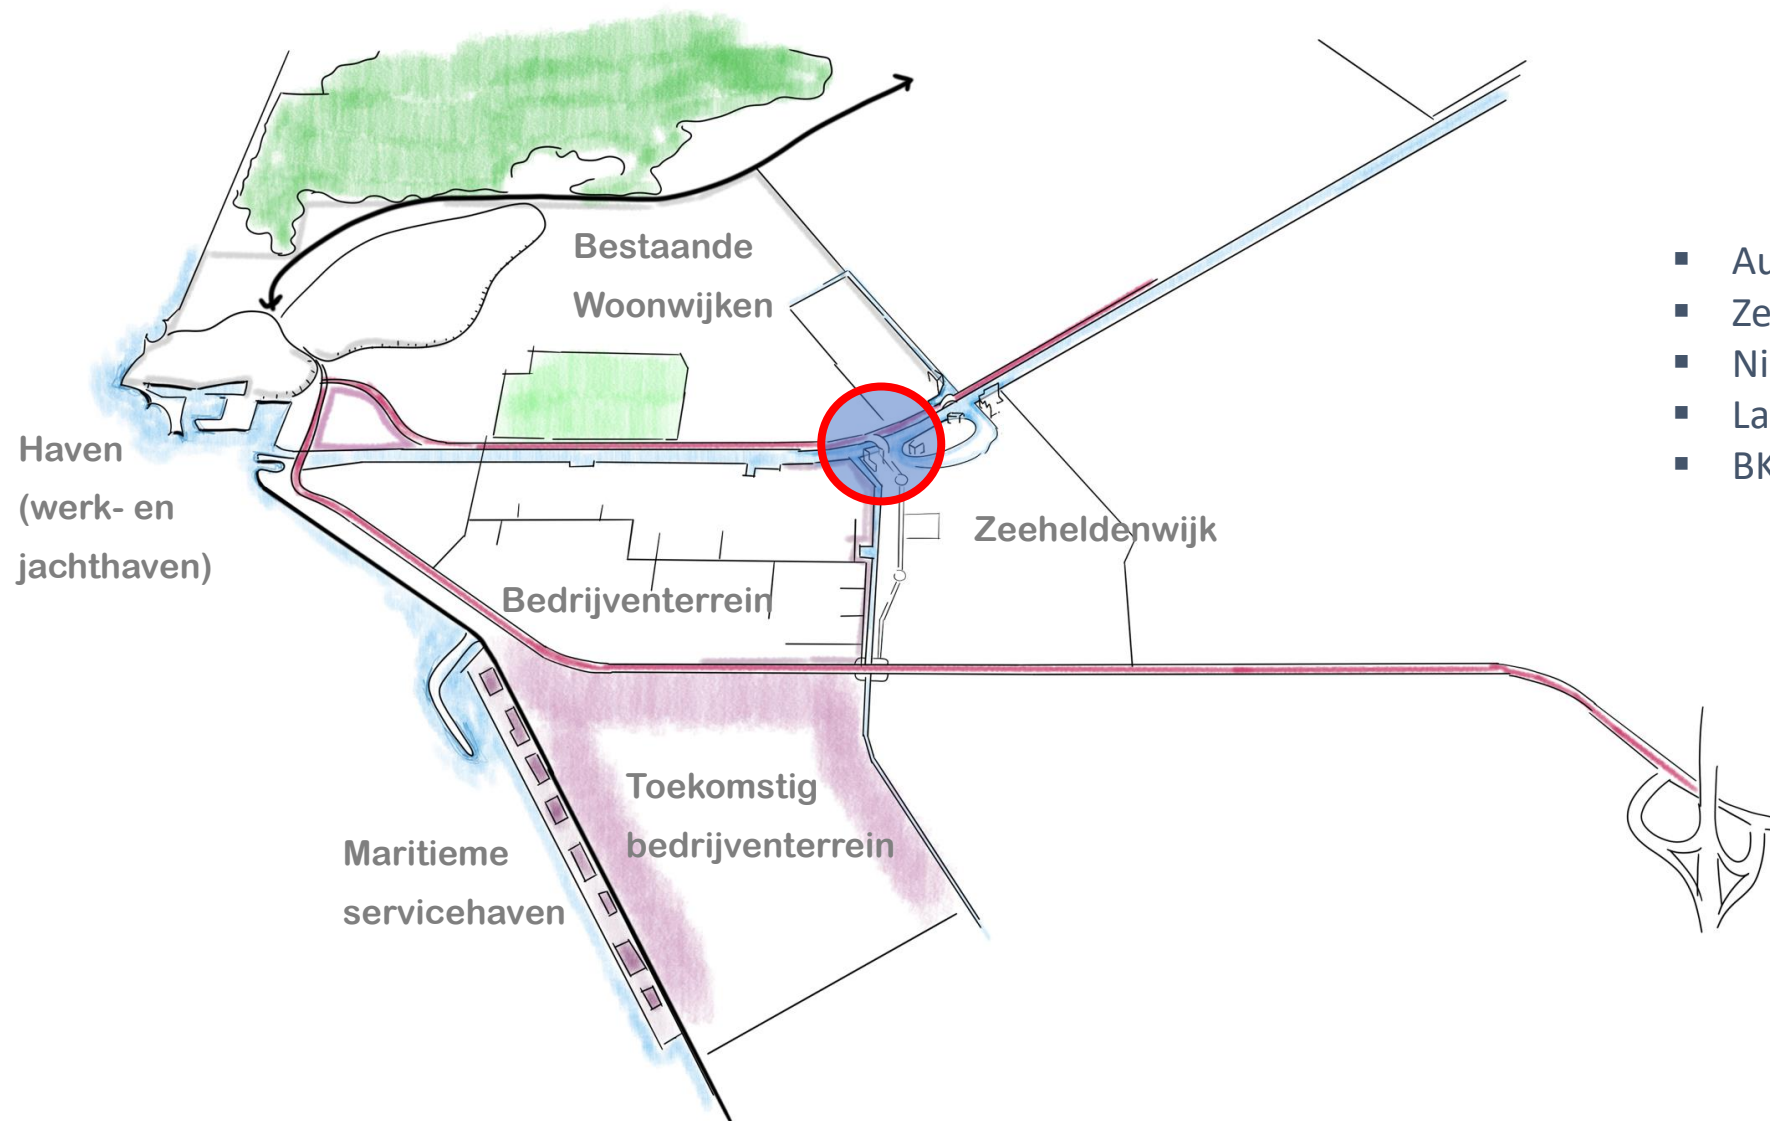 Bestaande
Woonwijken
Haven
(werk- en
jachthaven)
Zeeheldenwijk
Bedrijventerrein
Toekomstig
bedrijventerrein
Maritieme
servicehaven